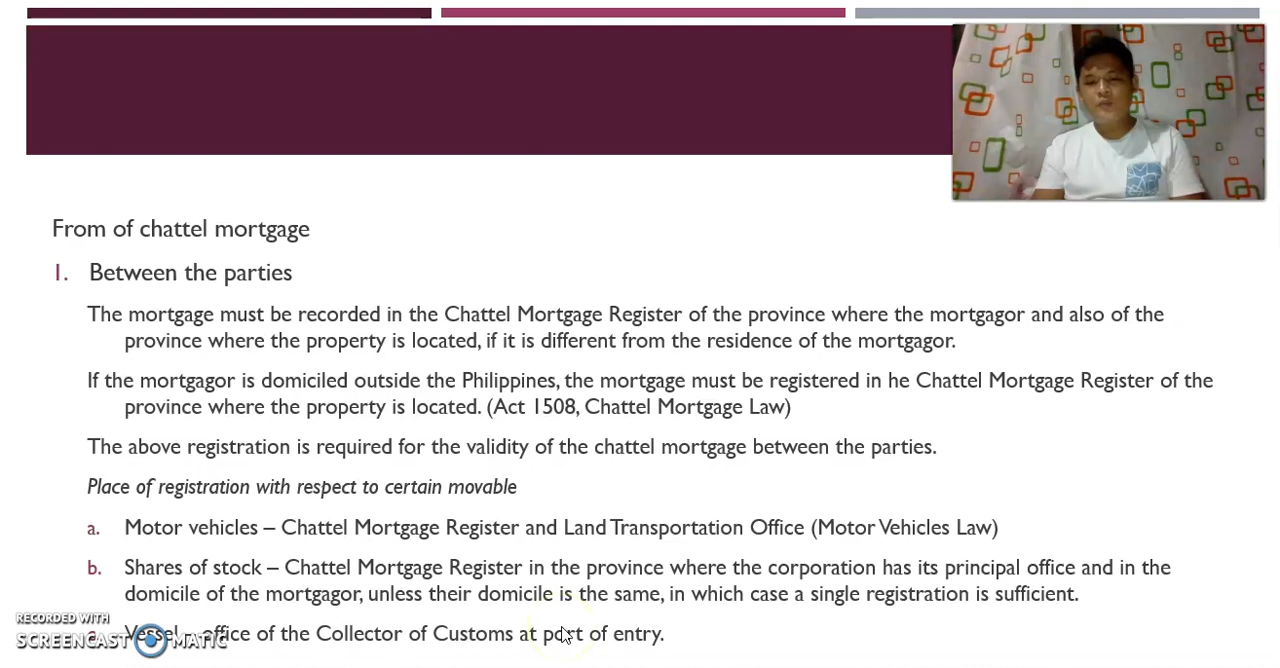 From of chattel mortgage
1. Between the parties
The mortgage must be recorded in the Chattel Mortgage Register of the province where the mortgagor and also of the
province where the property is located, if it is different from the residence of the mortgagor.
If the mortgagor is domiciled outside the Philippines, the mortgage must be registered in he Chattel Mortgage Register of the
province where the property is located. (Act 1508, Chattel Mortgage Law)
The above registration is required for the validity of the chattel mortgage between the parties.
Place of registration with respect to certain movable
a. Motor vehicles – Chattel Mortgage Register and Land Transportation Office (Motor Vehicles Law)
b. Shares of stock – Chattel Mortgage Register in the province where the corporation has its principal office and in the
domicile of the mortgagor, unless their domicile is the same, in which case a single registration is sufficient.
Vessel – office of the Collector of Customs at port of entry.
RECORDED WITH
SCREENCAST MATIC